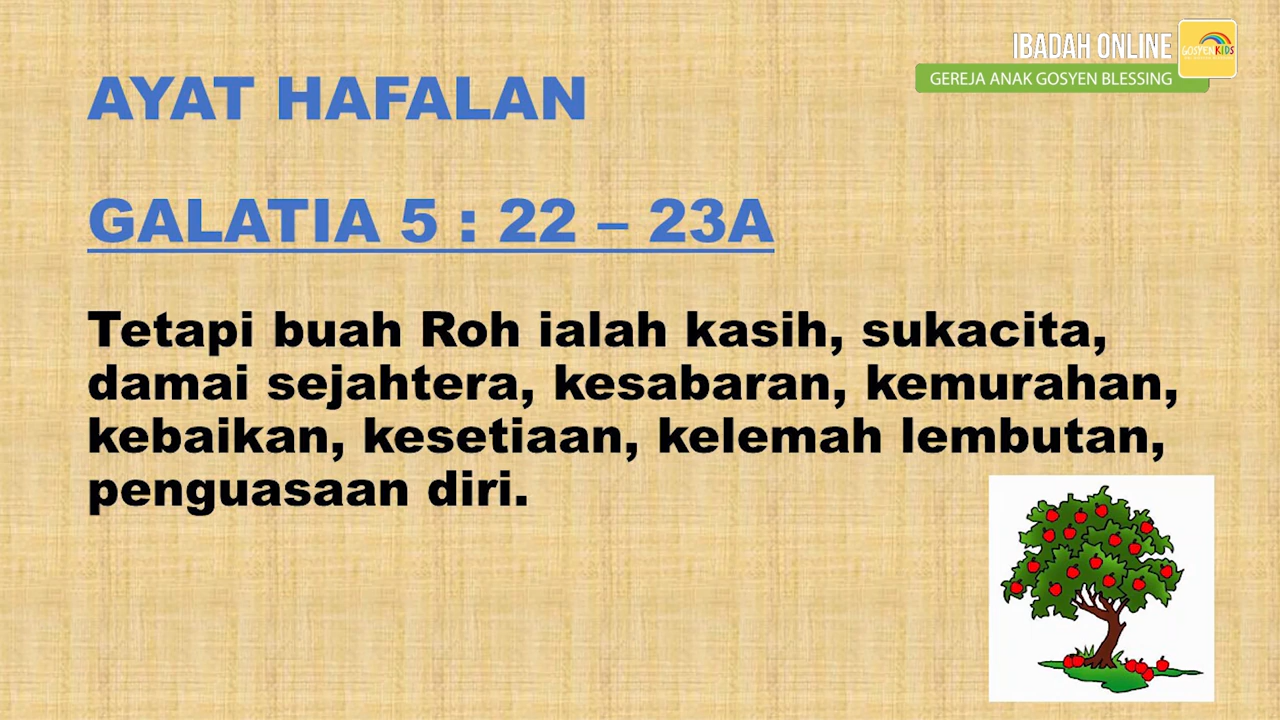 IBADAH ONLINE
GOSYENKIDS
GEREJA ANAK GOSYEN BLESSING
AYAT HAFALAN
GALATIA 5 : 22 – 23A
Tetapi buah Roh ialah kasih, sukacita,
damai sejahtera, kesabaran, kemurahan,
kebaikan, kesetiaan, kelemah lembutan,
penguasaan diri.